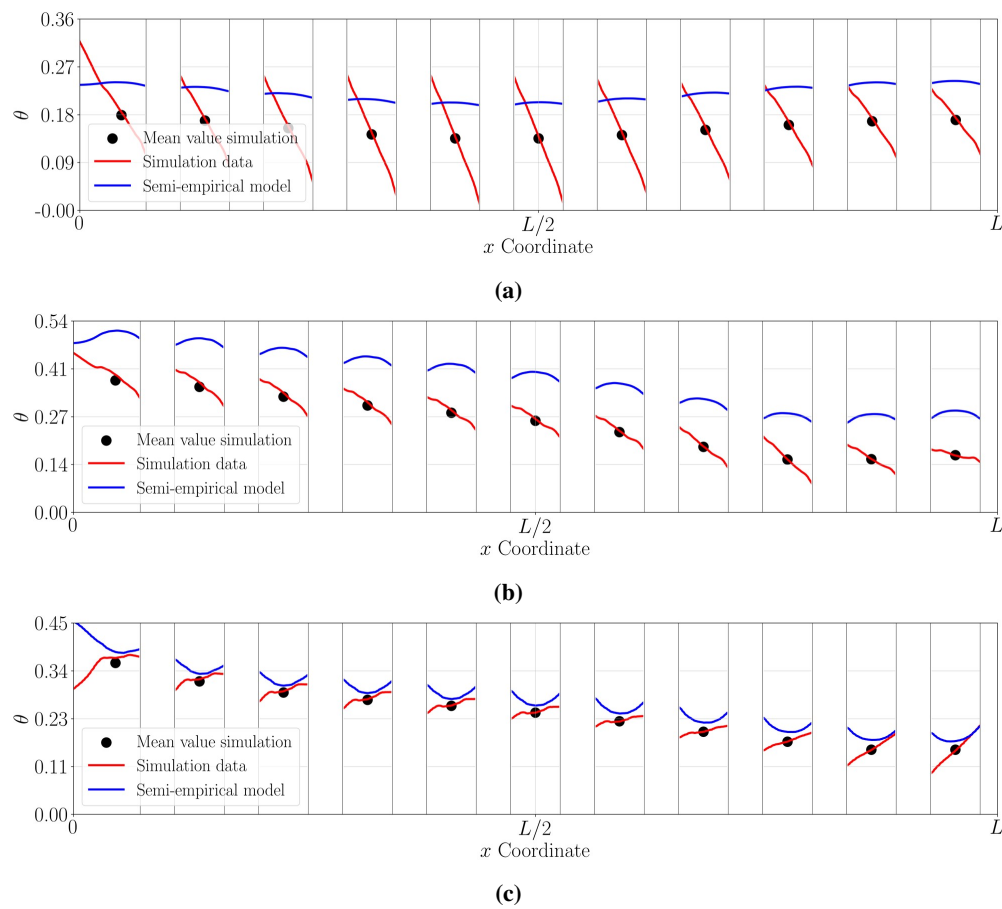 0.36
0.27
0.18
0.09
-0.00
θ
Mean value simulation
Simulation data
Semi-empirical model
0
L/2
L
x Coordinate
(a)
0.54
0.41
0.27
0.14
0.00
θ
Mean value simulation
Simulation data
Semi-empirical model
0
L/2
L
x Coordinate
(b)
0.45
0.34
0.23
0.11
0.00
θ
Mean value simulation
Simulation data
Semi-empirical model
0
L/2
L
x Coordinate
(c)